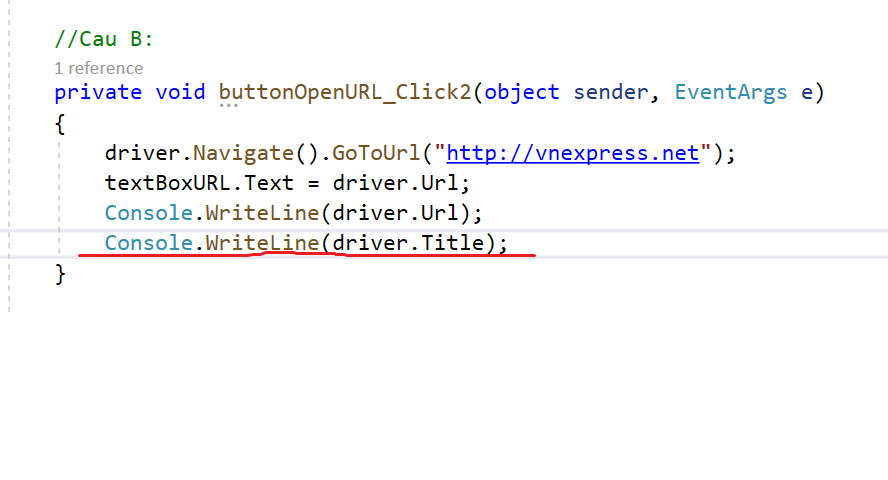 //Cau B:
1 reference
private void buttonOpenURL_Click2(object sender, EventArgs e)
{
driver.Navigate().GoToUrl("http://vnexpress.net");
textBoxURL.Text = driver.Url;
Console.WriteLine(driver.Url);
Console.WriteLine(driver.Title);
}